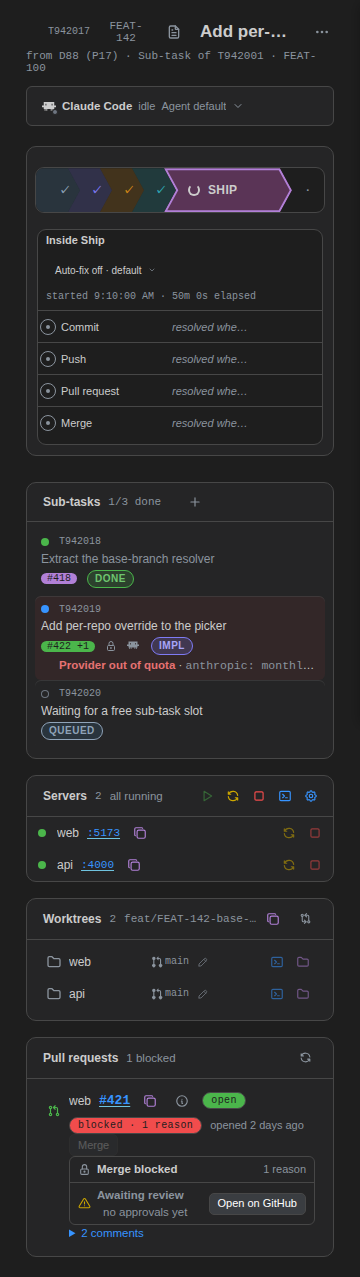 T942017 FEAT-142 Add per-…
from D88 (P17) · Sub-task of T942001 · FEAT-100
Claude Code idle Agent default
SHIP
Inside Ship
Auto-fix off · default
started 9:10:00 AM · 50m 0s elapsed
Commit resolved whe…
Push resolved whe…
Pull request resolved whe…
Merge resolved whe…
Sub-tasks 1/3 done
T942018
Extract the base-branch resolver
#418 DONE
T942019
Add per-repo override to the picker
#422 +1 IMPL
Provider out of quota · anthropic: monthl…
T942020
Waiting for a free sub-task slot
QUEUED
Servers 2 all running
web :5173
api :4000
Worktrees 2 feat/FEAT-142-base-…
web main
api main
Pull requests 1 blocked
web #421 open
blocked · 1 reason opened 2 days ago
Merge
Merge blocked 1 reason
Awaiting review
no approvals yet
Open on GitHub
2 comments